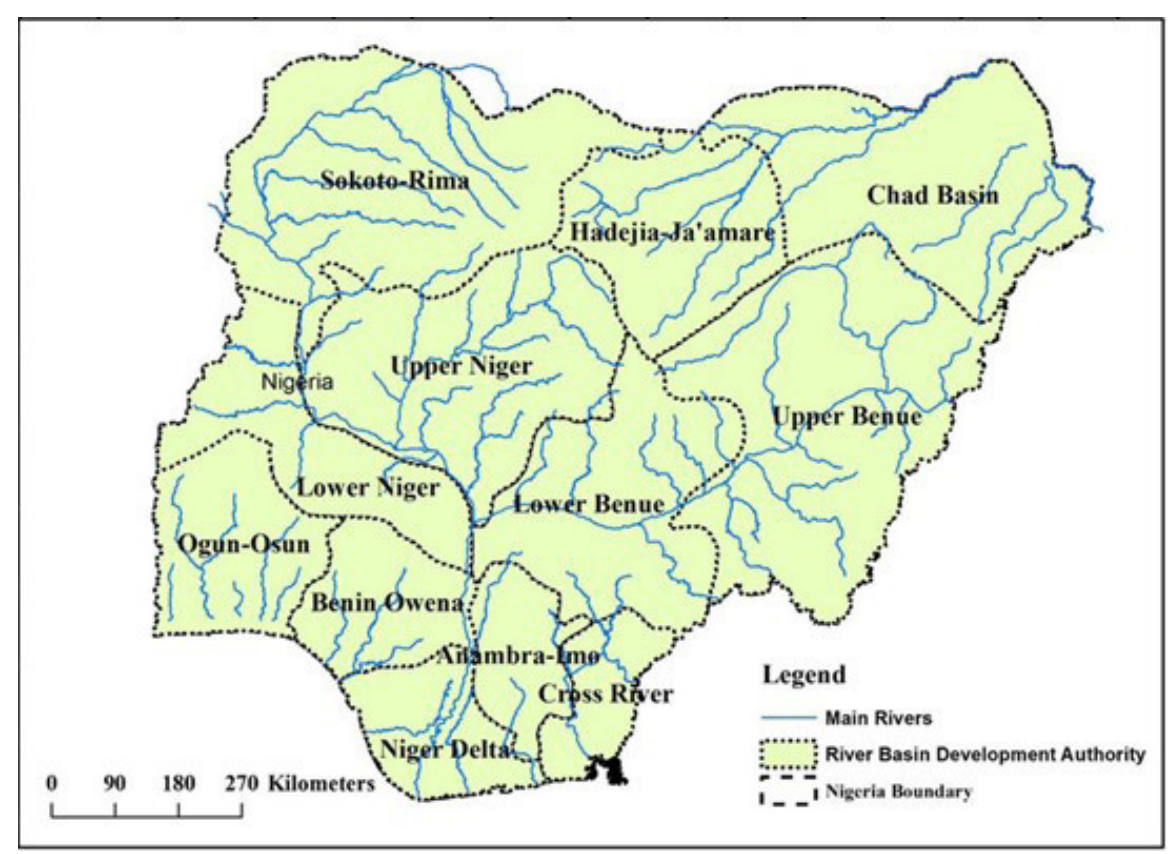 Sokoto-Rima
Chad Basin
Hadejia-Ja'amare
Upper Niger
Nigeria
Upper Benue
Lower Niger
Lower Benue
Ogun-Osun
Benin Owena
Anambra-Imo
Cross River
Niger Delta
Legend
Main Rivers
River Basin Development Authority
Nigeria Boundary
0 90 180 270 Kilometers